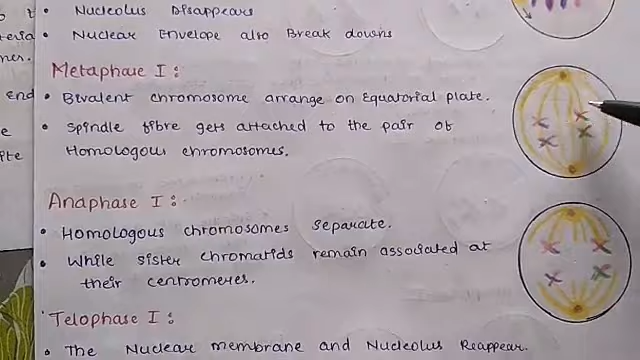 Nucleolus Disappears
Nuclear Envelope also Break downs
Metaphase I:
Bivalent chromosome arrange on Equatorial plate.
Spindle fibre gets attached to the pair of
Homologous chromosomes.
End
Anaphase I:
Homologous chromosomes separate.
While sister chromatids remain associated at
their centromeres.
Telophase I:
The Nuclear membrane and Nucleolus Reappear.